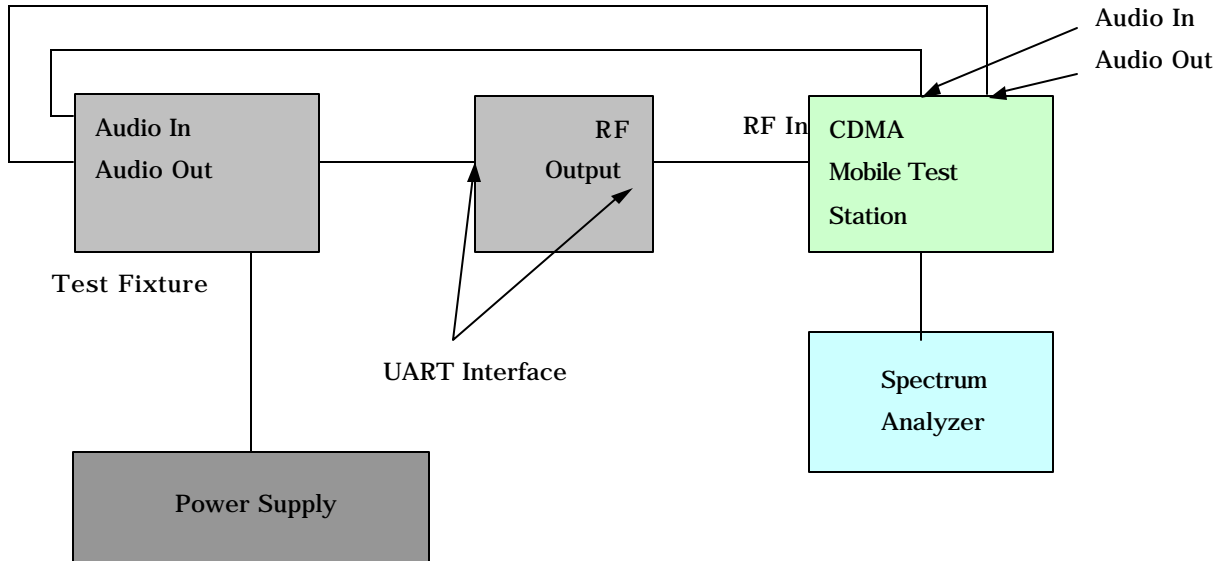 Audio In
Audio Out
Audio In
Audio Out
RF
Output
RF In
CDMA
Mobile Test
Station
Test Fixture
UART Interface
Spectrum
Analyzer
Power Supply